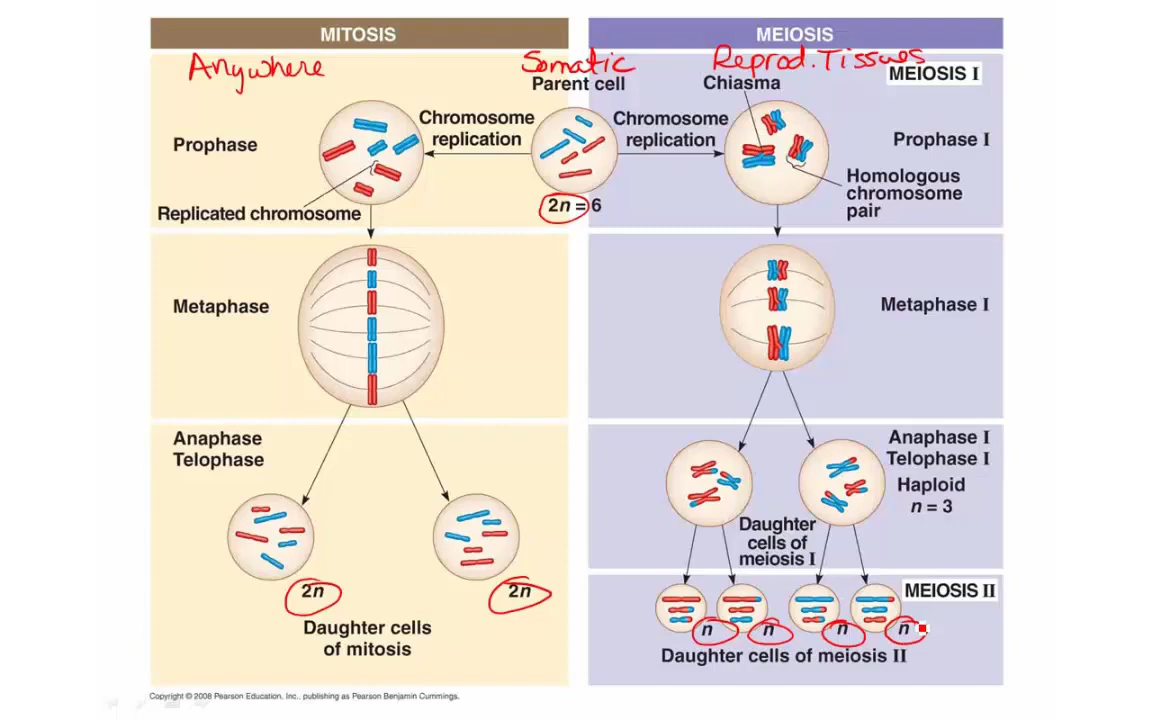 MITOSIS
MEIOSIS
Anywhere
Somatic
Reprod. Tissues
MEIOSIS I
Parent cell
Chiasma
Prophase
Chromosome
replication
Chromosome
replication
Prophase I
Homologous
chromosome
pair
Replicated chromosome
2n = 6
Metaphase
Metaphase I
Anaphase
Telophase
Anaphase I
Telophase I
Haploid
n = 3
Daughter
cells of
meiosis I
2n
2n
MEIOSIS II
n
n
n
n
Daughter cells
of mitosis
Daughter cells of meiosis II
Copyright © 2008 Pearson Education, Inc., publishing as Pearson Benjamin Cummings.